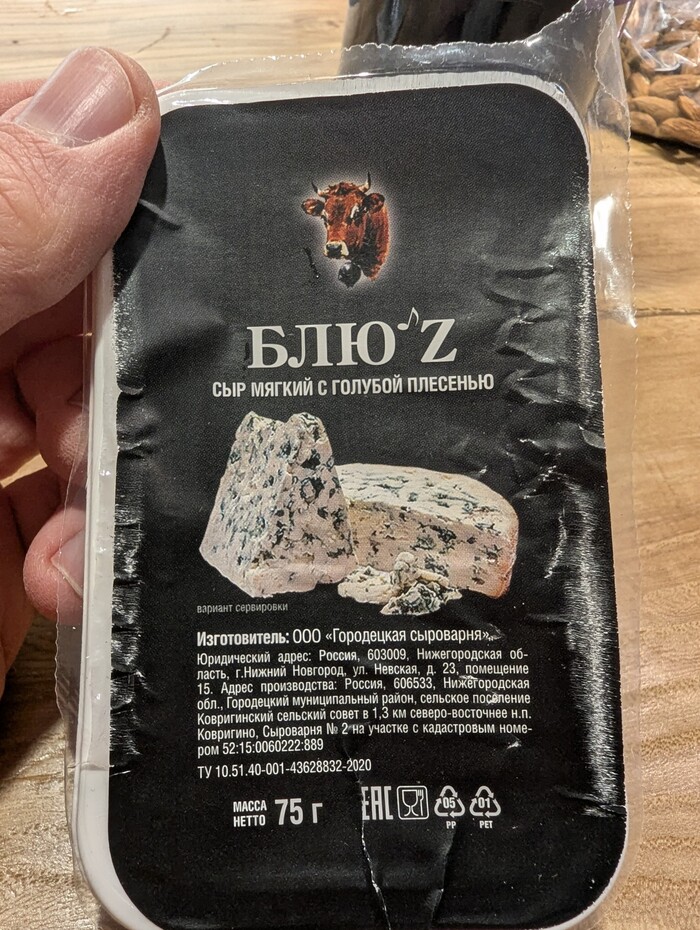 БЛЮ♪Z
СЫР МЯГКИЙ С ГОЛУБОЙ ПЛЕСЕНЬЮ
вариант сервировки
Изготовитель: ООО «Городецкая сыроварня»,
Юридический адрес: Россия, 603009, Нижегородская об-
ласть, г.Нижний Новгород, ул. Невская, д. 23, помещение
15. Адрес производства: Россия, 606533, Нижегородская
обл., Городецкий муниципальный район, сельское поселение
Ковригинский сельский совет в 1,3 км северо-восточнее н.п.
Ковригино, Сыроварня № 2 на участке с кадастровым номе-
ром 52:15:0060222:889
ТУ 10.51.40-001-43628832-2020
МАССА НЕТТО 75 г EAC 05 PP 01 PET